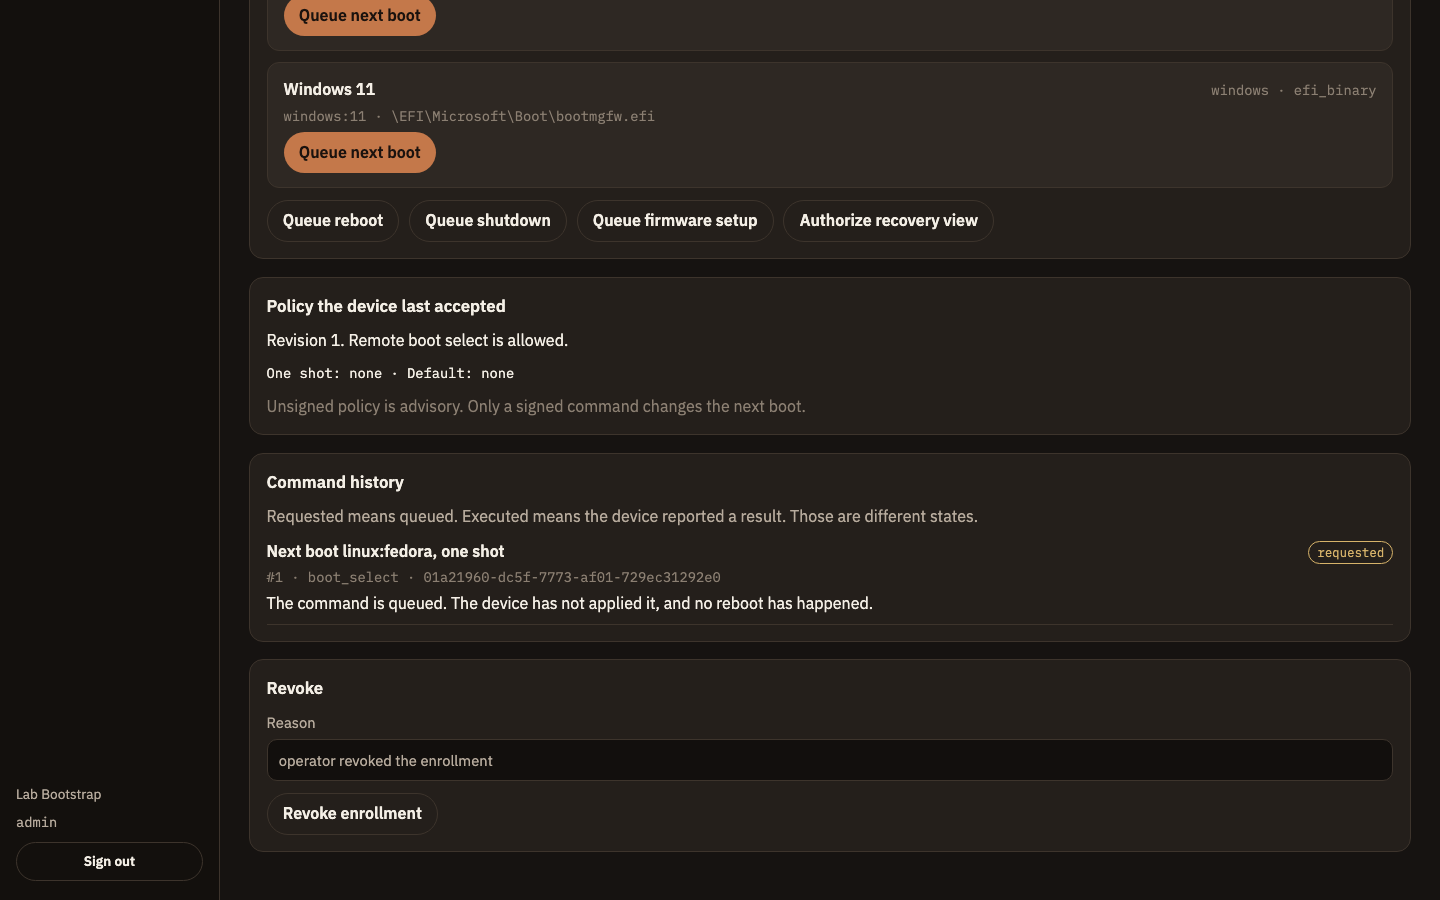 Queue next boot
Windows 11
windows · efi_binary
windows:11 · \EFI\Microsoft\Boot\bootmgfw.efi
Queue next boot
Queue reboot
Queue shutdown
Queue firmware setup
Authorize recovery view
Policy the device last accepted
Revision 1. Remote boot select is allowed.
One shot: none · Default: none
Unsigned policy is advisory. Only a signed command changes the next boot.
Command history
Requested means queued. Executed means the device reported a result. Those are different states.
Next boot linux:fedora, one shot
requested
#1 · boot_select · 01a21960-dc5f-7773-af01-729ec31292e0
The command is queued. The device has not applied it, and no reboot has happened.
Revoke
Reason
operator revoked the enrollment
Revoke enrollment
Lab Bootstrap
admin
Sign out